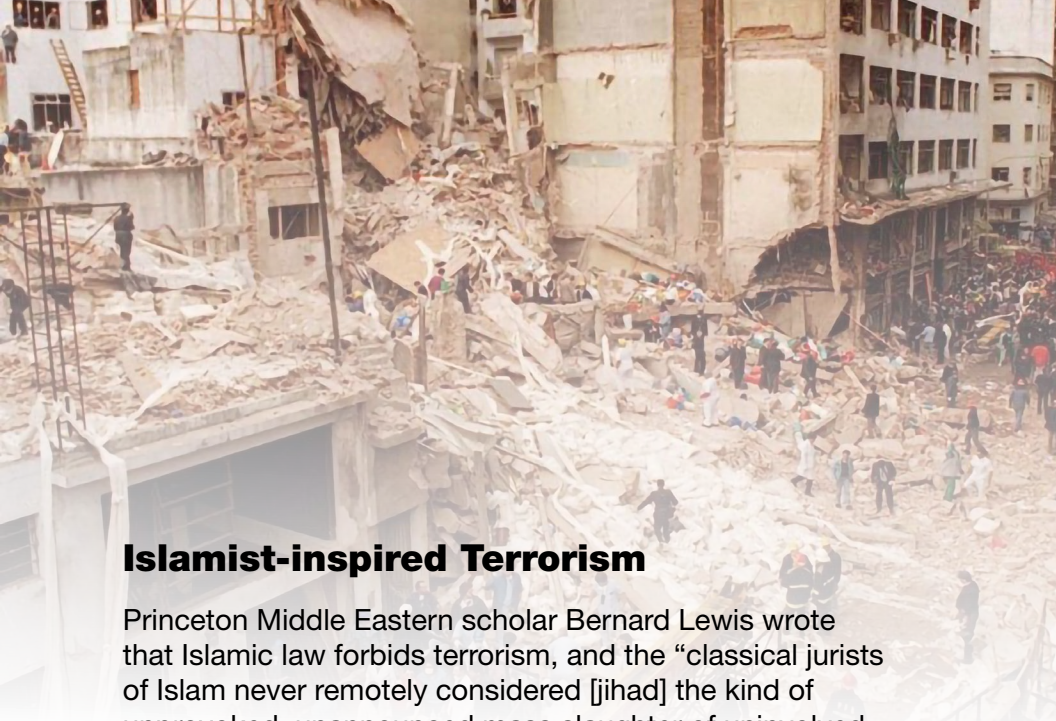 Islamist-inspired Terrorism
Princeton Middle Eastern scholar Bernard Lewis wrote
that Islamic law forbids terrorism, and the “classical jurists
of Islam never remotely considered [jihad] the kind of